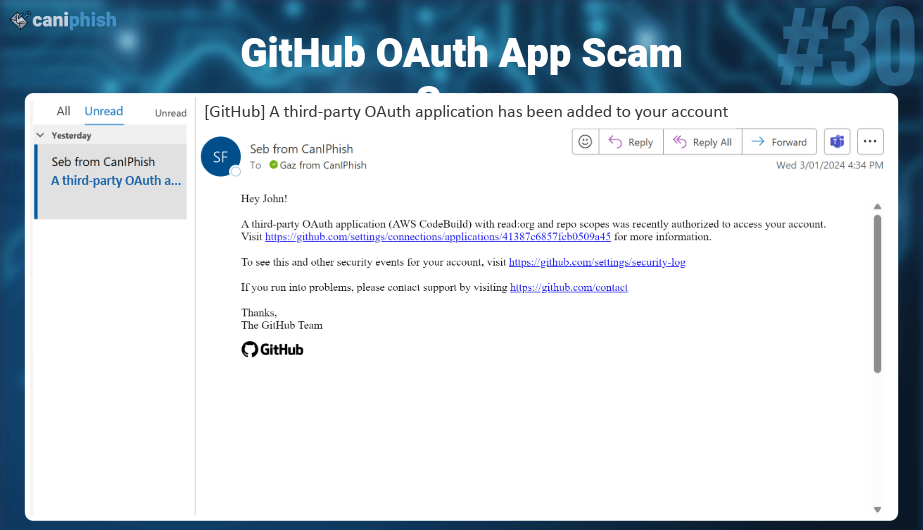 caniphish
#30
GitHub OAuth App Scam
All Unread Unread
Yesterday
Seb from CanIPhish
A third-party OAuth a...
[GitHub] A third-party OAuth application has been added to your account
SF
Seb from CanIPhish
To Gaz from CanIPhish
Reply Reply All Forward
Wed 3/01/2024 4:34 PM
Hey John!
A third-party OAuth application (AWS CodeBuild) with read:org and repo scopes was recently authorized to access your account.
Visit https://github.com/settings/connections/applications/41387c6857fcb0509a45 for more information.
To see this and other security events for your account, visit https://github.com/settings/security-log
If you run into problems, please contact support by visiting https://github.com/contact
Thanks,
The GitHub Team
GitHub